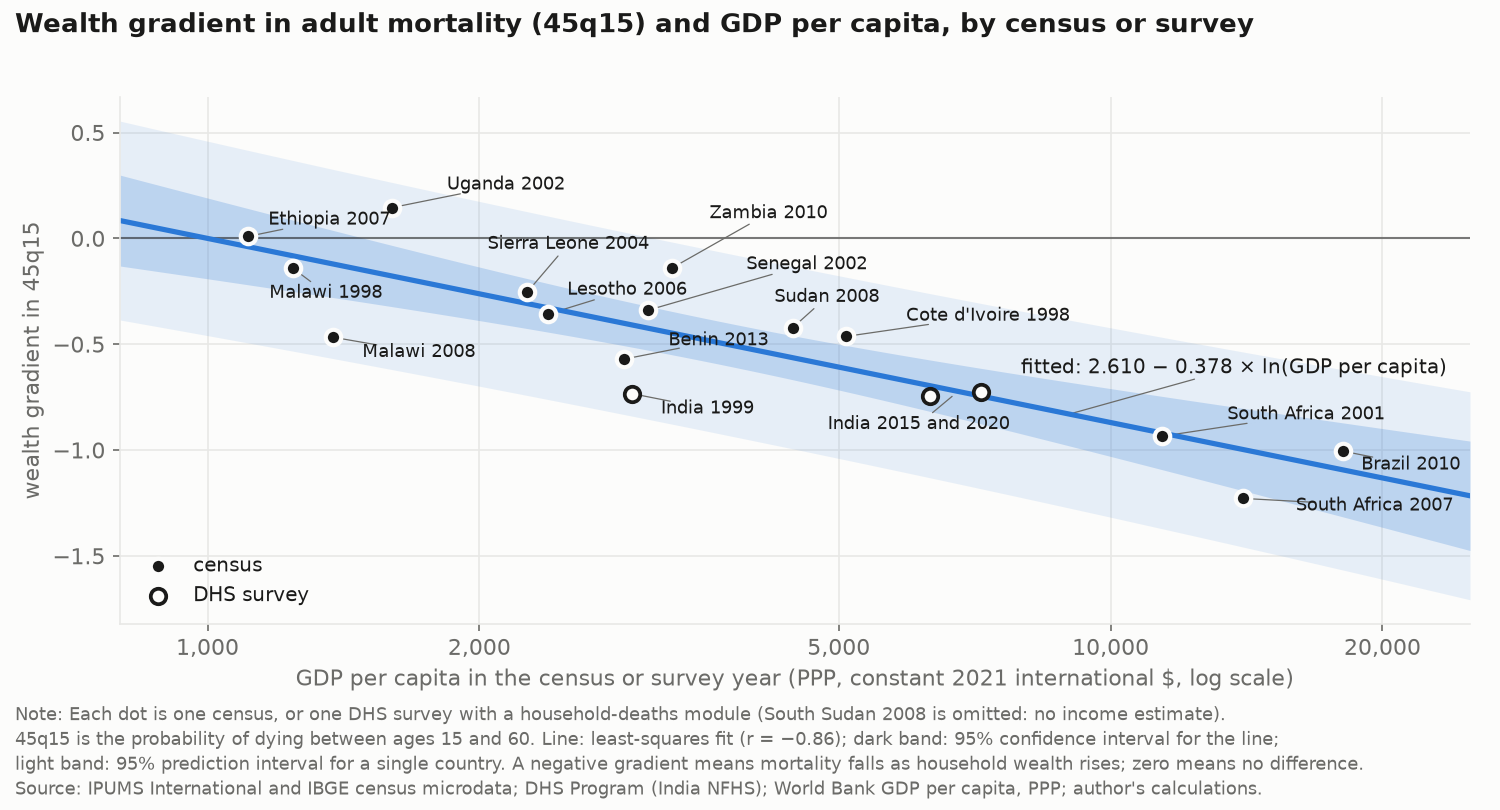 Wealth gradient in adult mortality (45q15) and GDP per capita, by census or survey
wealth gradient in 45q15
0.5
0.0
−0.5
−1.0
−1.5
Uganda 2002
Ethiopia 2007
Zambia 2010
Sierra Leone 2004
Senegal 2002
Malawi 1998
Lesotho 2006
Sudan 2008
Cote d'Ivoire 1998
Malawi 2008
Benin 2013
fitted: 2.610 − 0.378 × ln(GDP per capita)
India 1999
India 2015 and 2020
South Africa 2001
Brazil 2010
South Africa 2007
census
DHS survey
1,000
2,000
5,000
10,000
20,000
GDP per capita in the census or survey year (PPP, constant 2021 international $, log scale)
Note: Each dot is one census, or one DHS survey with a household-deaths module (South Sudan 2008 is omitted: no income estimate).
45q15 is the probability of dying between ages 15 and 60. Line: least-squares fit (r = −0.86); dark band: 95% confidence interval for the line;
light band: 95% prediction interval for a single country. A negative gradient means mortality falls as household wealth rises; zero means no difference.
Source: IPUMS International and IBGE census microdata; DHS Program (India NFHS); World Bank GDP per capita, PPP; author's calculations.